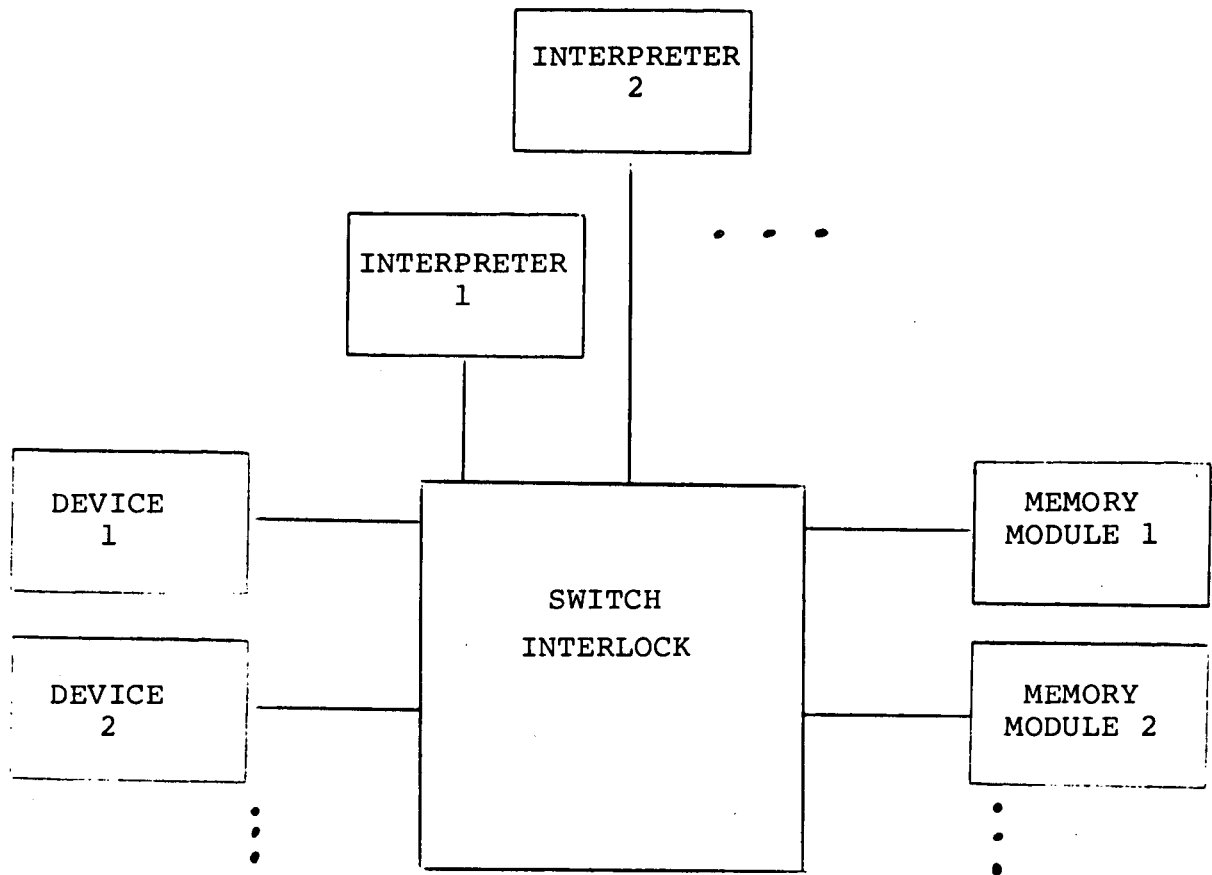 INTERPRETER
2
INTERPRETER
1
DEVICE
1
SWITCH
INTERLOCK
MEMORY
MODULE 1
DEVICE
2
MEMORY
MODULE 2